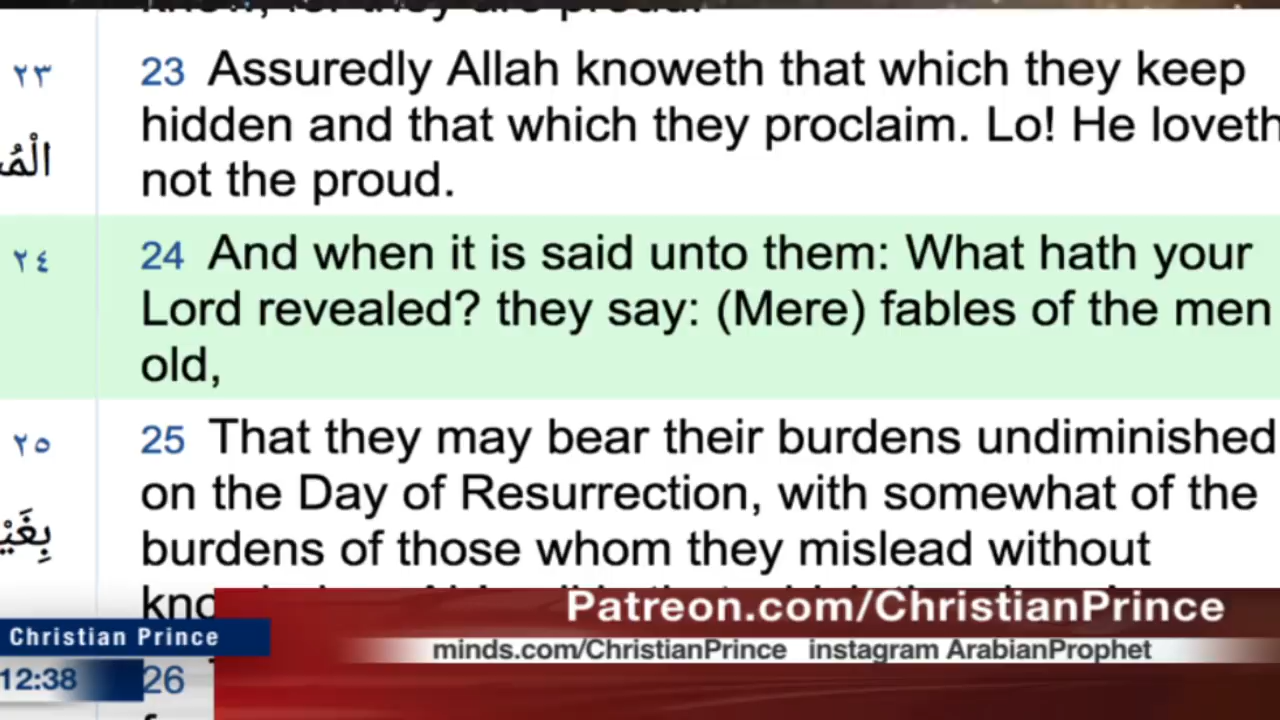 ٢٣
23 Assuredly Allah knoweth that which they keep
hidden and that which they proclaim. Lo! He loveth
not the proud.
٢٤
24 And when it is said unto them: What hath your
Lord revealed? they say: (Mere) fables of the men
old,
٢٥
25 That they may bear their burdens undiminished
on the Day of Resurrection, with somewhat of the
burdens of those whom they mislead without
Patreon.com/ChristianPrince
Christian Prince
minds.com/ChristianPrince instagram ArabianProphet
12:38
26